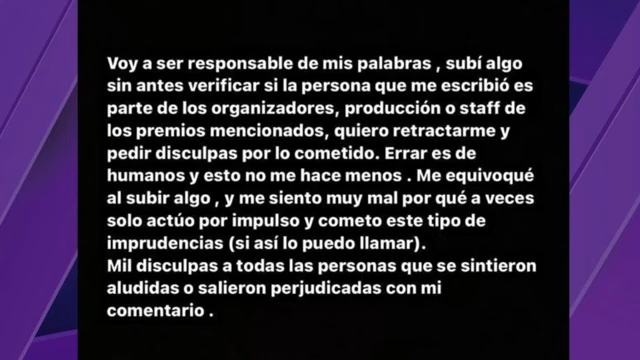 Voy a ser responsable de mis palabras , subí algo
sin antes verificar si la persona que me escribió es
parte de los organizadores, producción o staff de
los premios mencionados, quiero retractarme y
pedir disculpas por lo cometido. Errar es de
humanos y esto no me hace menos . Me equivoqué
al subir algo , y me siento muy mal por qué a veces
solo actúo por impulso y cometo este tipo de
imprudencias (si así lo puedo llamar).
Mil disculpas a todas las personas que se sintieron
aludidas o salieron perjudicadas con mi
comentario .